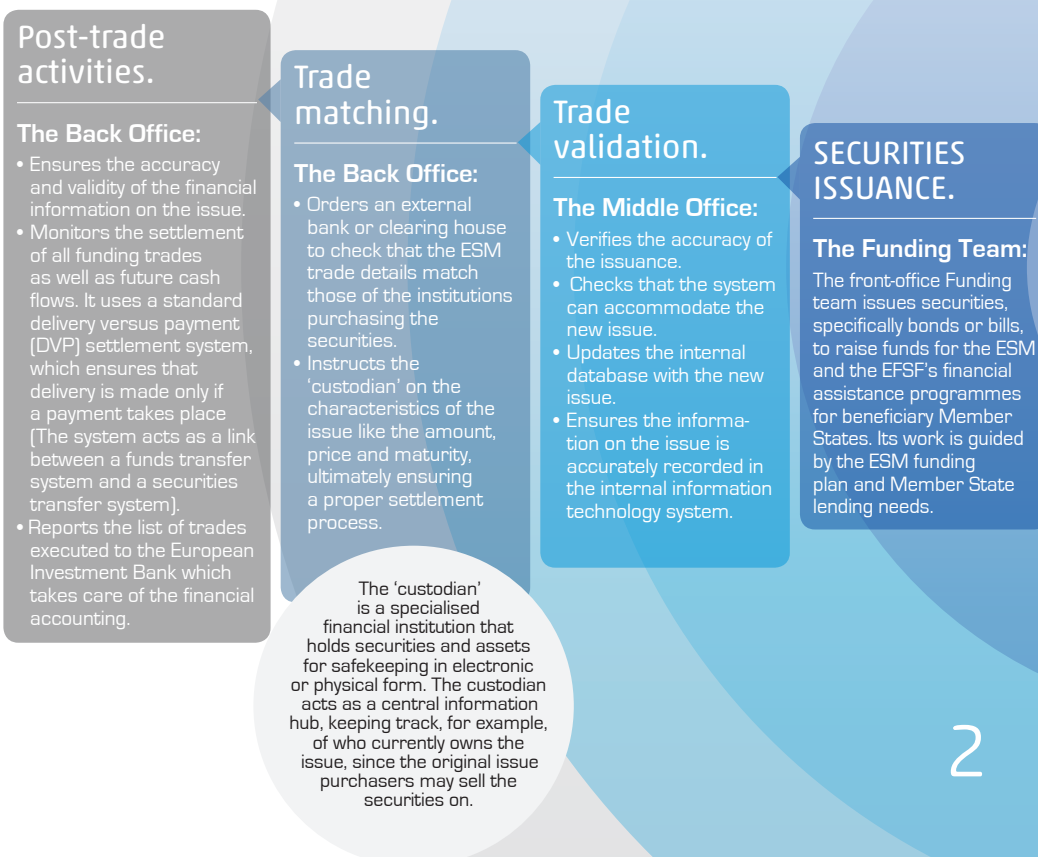 Post-trade
activities.
The Back Office:
• Ensures the accuracy
and validity of the financial
information on the issue.
• Monitors the settlement
of all funding trades
as well as future cash
flows. It uses a standard
delivery versus payment
(DVP) settlement system,
which ensures that
delivery is made only if
a payment takes place
(The system acts as a link
between a funds transfer
system and a securities
transfer system).
• Reports the list of trades
executed to the European
Investment Bank which
takes care of the financial
accounting.
Trade
matching.
The Back Office:
• Orders an external
bank or clearing house
to check that the ESM
trade details match
those of the institutions
purchasing the
securities.
• Instructs the
‘custodian’ on the
characteristics of the
issue like the amount,
price and maturity,
ultimately ensuring
a proper settlement
process.
The ‘custodian’
is a specialised
financial institution that
holds securities and assets
for safekeeping in electronic
or physical form. The custodian
acts as a central information
hub, keeping track, for example,
of who currently owns the
issue, since the original issue
purchasers may sell the
securities on.
Trade
validation.
The Middle Office:
• Verifies the accuracy of
the issuance.
• Checks that the system
can accommodate the
new issue.
• Updates the internal
database with the new
issue.
• Ensures the informa-
tion on the issue is
accurately recorded in
the internal information
technology system.
SECURITIES
ISSUANCE.
The Funding Team:
The front-office Funding
team issues securities,
specifically bonds or bills,
to raise funds for the ESM
and the EFSF's financial
assistance programmes
for beneficiary Member
States. Its work is guided
by the ESM funding
plan and Member State
lending needs.
2